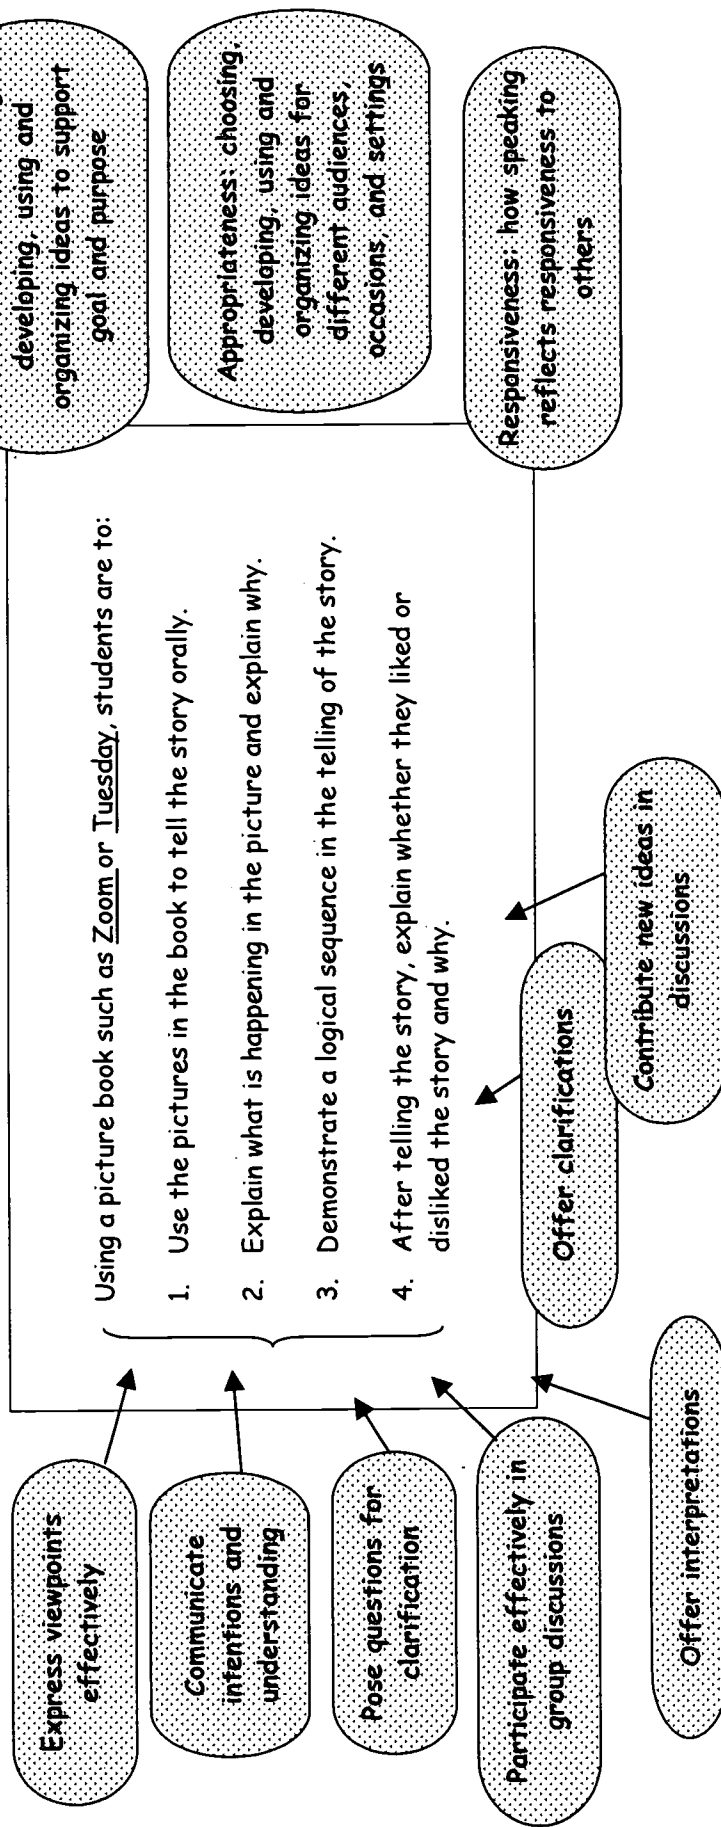 Express viewpoints
effectively
Communicate
intentions and
understanding
Pose questions for
clarification
Participate effectively in
group discussions
Offer interpretations
Using a picture book such as Zoom or Tuesday, students are to:
1. Use the pictures in the book to tell the story orally.
2. Explain what is happening in the picture and explain why.
3. Demonstrate a logical sequence in the telling of the story.
4. After telling the story, explain whether they liked or
disliked the story and why.
Offer clarifications
Contribute new ideas in
discussions
developing, using and
organizing ideas to support
goal and purpose
Appropriateness: choosing,
developing, using and
organizing ideas for
different audiences,
occasions, and settings
Responsiveness: how speaking
reflects responsiveness to
others